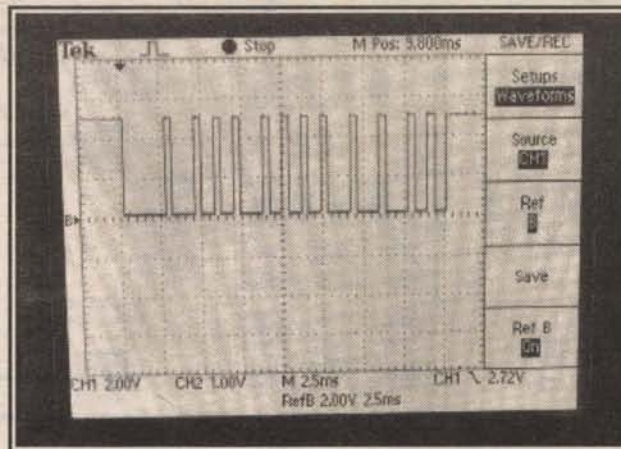 Tek Stop M Pos: 9.800ms SAVE/REC
Setups
Waveforms
Source
CH1
Ref
B
Save
Ref B
On
B
CH1 2.00V CH2 1.00V M 2.5ms CH1 2.72V
RefB 2.00V 2.5ms